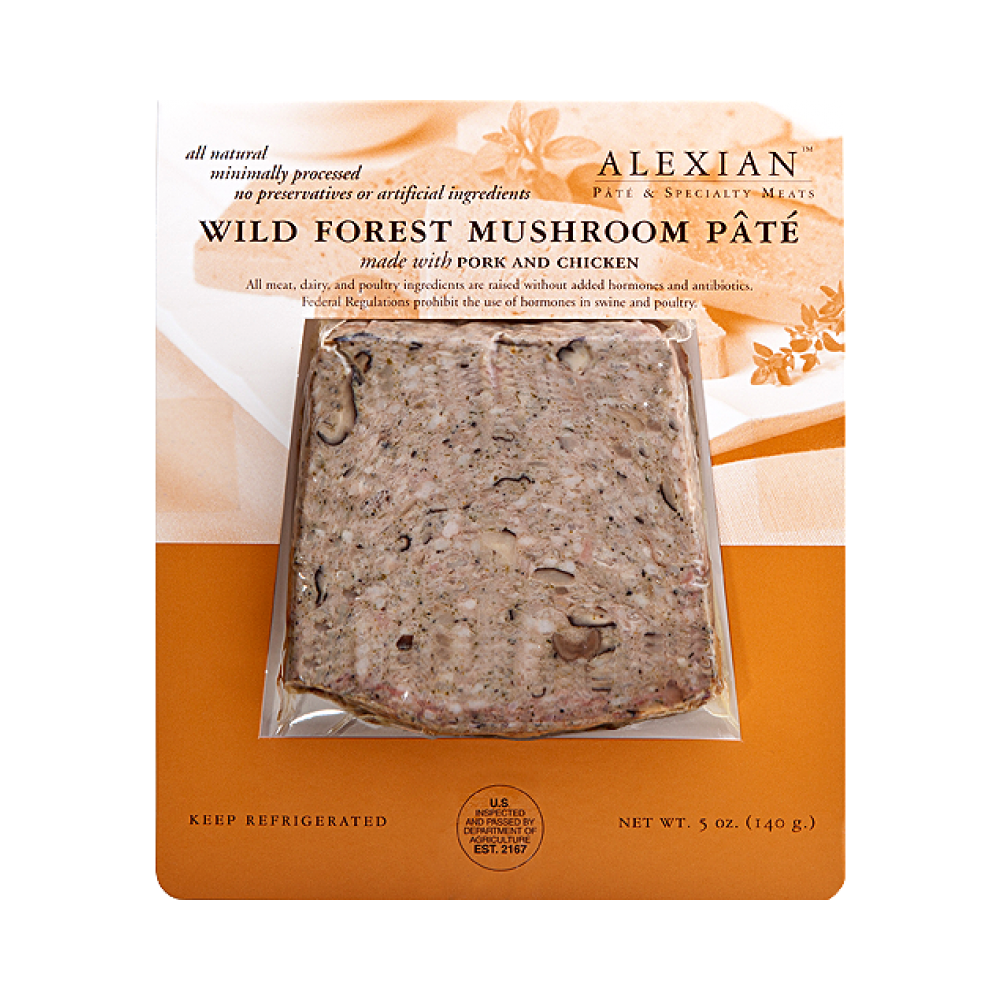 all natural
minimally processed
no preservatives or artificial ingredients
ALEXIAN™
PÂTÉ & SPECIALTY MEATS
WILD FOREST MUSHROOM PÂTÉ
made with PORK AND CHICKEN
All meat, dairy, and poultry ingredients are raised without added hormones and antibiotics.
Federal Regulations prohibit the use of hormones in swine and poultry.
KEEP REFRIGERATED
U.S.
INSPECTED
AND PASSED BY
DEPARTMENT OF
AGRICULTURE
EST. 2167
NET WT. 5 oz. (140 g.)